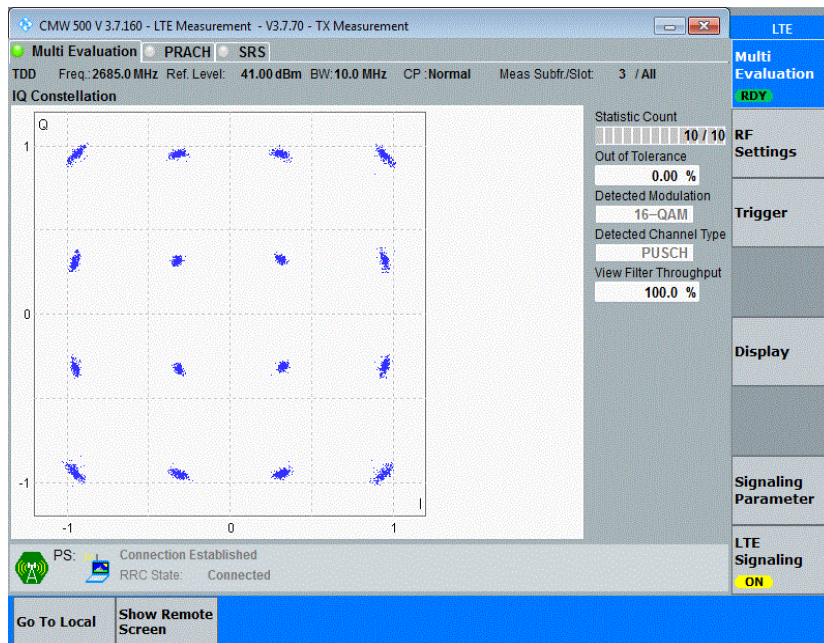 CMW 500 V 3.7.160 - LTE Measurement - V3.7.70 - TX Measurement
LTE
Multi Evaluation
PRACH
SRS
TDD Freq.: 2685.0 MHz Ref. Level: 41.00 dBm BW: 10.0 MHz CP : Normal Meas Subfr./Slot: 3 / All
IQ Constellation
Q
1
0
-1
-1
0
1
I
Statistic Count
10 / 10
Out of Tolerance
0.00 %
Detected Modulation
16-QAM
Detected Channel Type
PUSCH
View Filter Throughput
100.0 %
Multi
Evaluation
RDY
RF
Settings
Trigger
Display
Signaling
Parameter
LTE
Signaling
ON
PS: Connection Established
RRC State: Connected
Go To Local
Show Remote
Screen